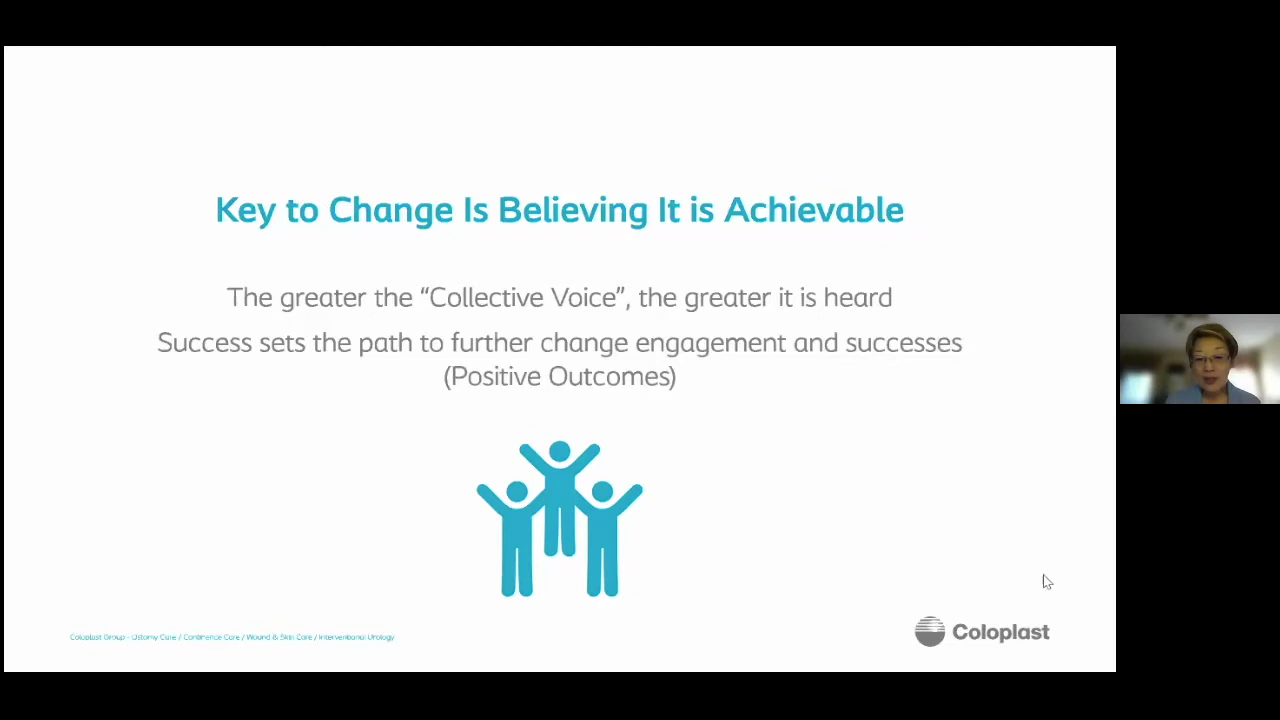 Key to Change Is Believing It is Achievable
The greater the “Collective Voice”, the greater it is heard
Success sets the path to further change engagement and successes
(Positive Outcomes)
Coloplast Group - Ostomy Care / Continence Care / Wound & Skin Care / Interventional Urology
Coloplast